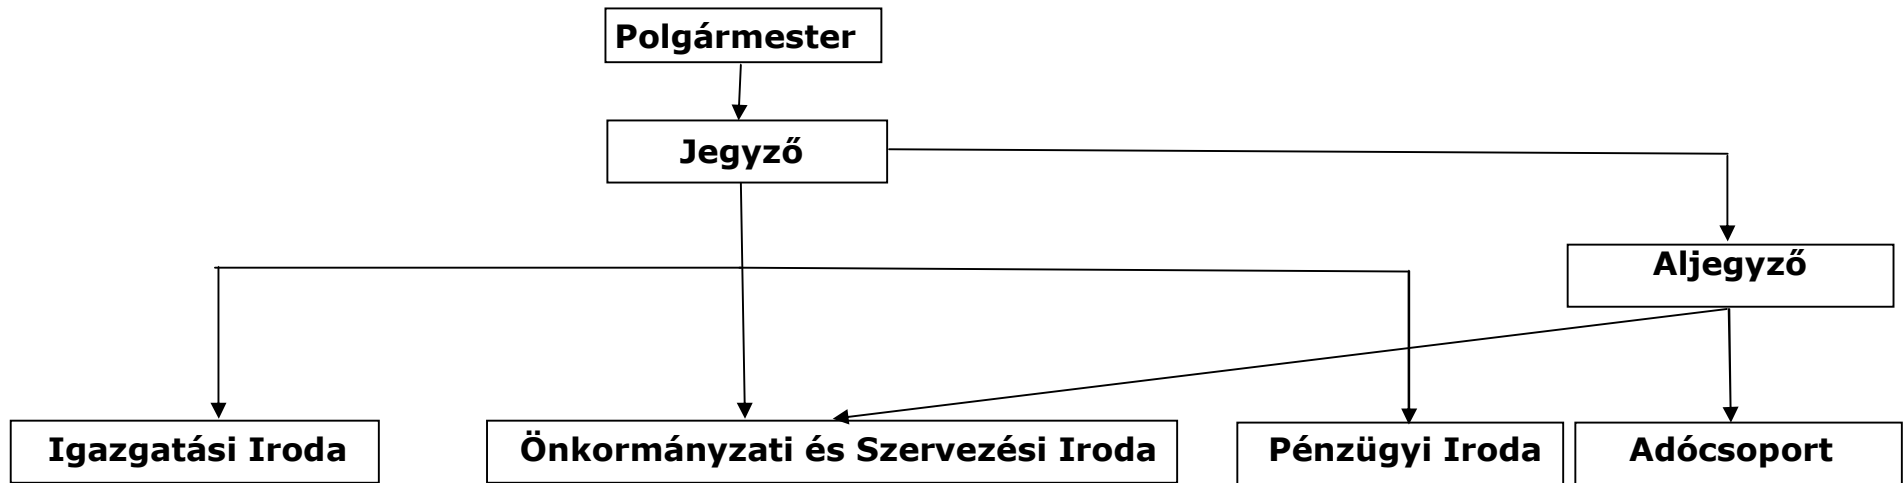 Polgármester
Jegyző
Aljegyző
Igazgatási Iroda
Önkormányzati és Szervezési Iroda
Pénzügyi Iroda
Adócsoport